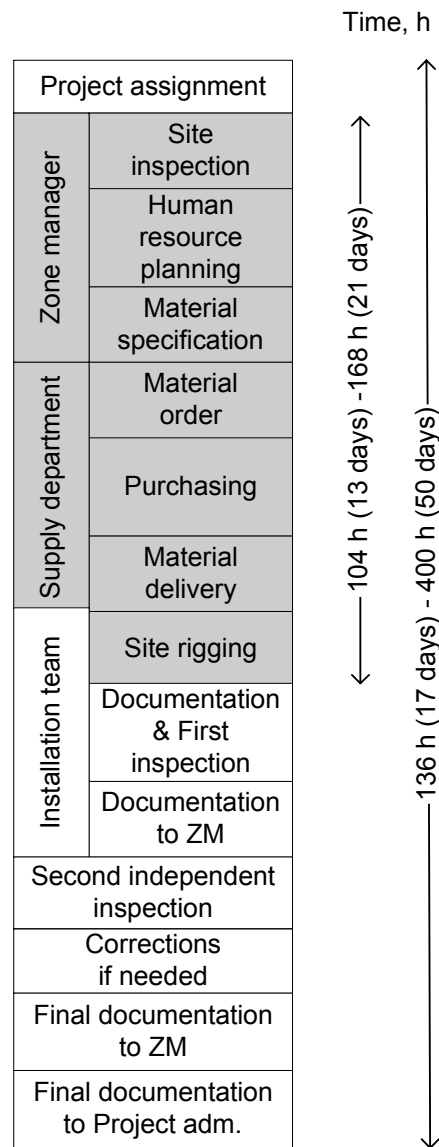 Time, h
Project assignment
Zone manager
Site
inspection
Human
resource
planning
Material
specification
Supply department
Material
order
Purchasing
Material
delivery
Installation team
Site rigging
Documentation
& First
inspection
Documentation
to ZM
Second independent
inspection
Corrections
if needed
Final documentation
to ZM
Final documentation
to Project adm.
104 h (13 days) -168 h (21 days)
136 h (17 days) - 400 h (50 days)